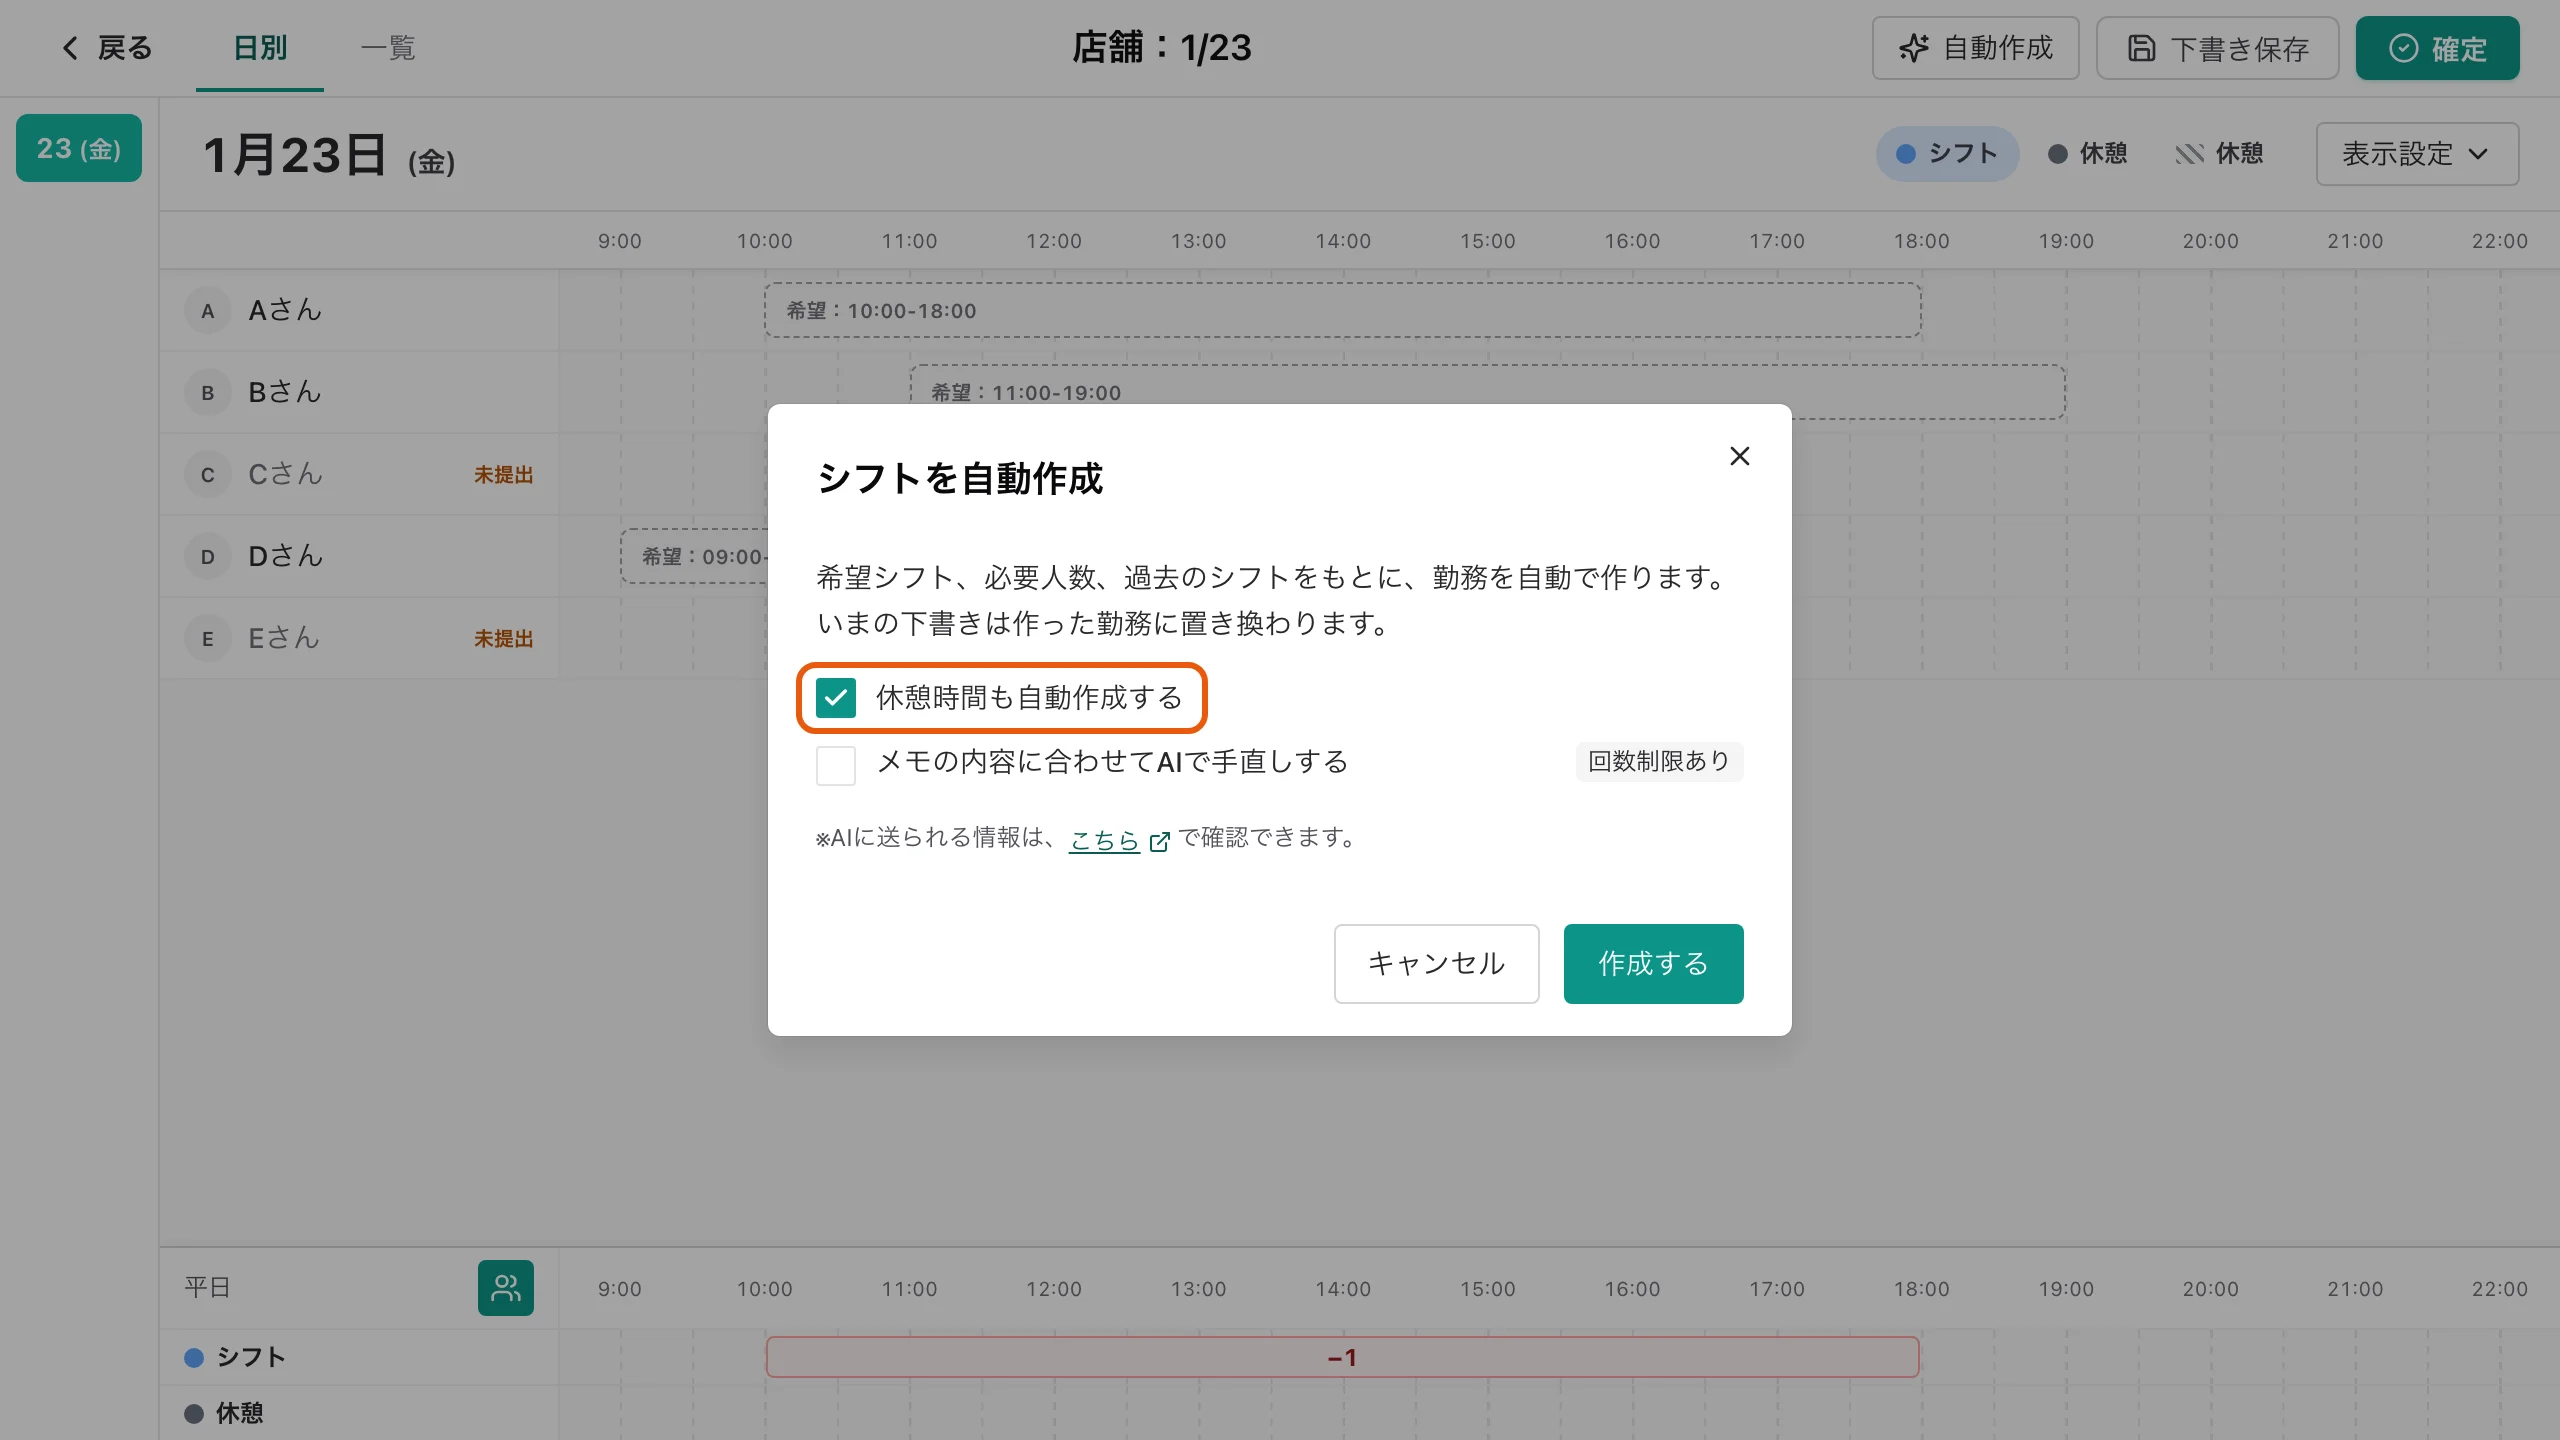 戻る
日別
一覧
店舗：1/23
自動作成
下書き保存
確定
23 (金)
1月23日 (金)
シフト
休憩
休憩
表示設定
9:00 10:00 11:00 12:00 13:00 14:00 15:00 16:00 17:00 18:00 19:00 20:00 21:00 22:00
A Aさん
希望：10:00-18:00
B Bさん
希望：11:00-19:00
C Cさん 未提出
D Dさん
希望：09:00-
E Eさん 未提出
シフトを自動作成
希望シフト、必要人数、過去のシフトをもとに、勤務を自動で作ります。
いまの下書きは作った勤務に置き換わります。
休憩時間も自動作成する
メモの内容に合わせてAIで手直しする 回数制限あり
※AIに送られる情報は、こちらで確認できます。
キャンセル
作成する
平日
9:00 10:00 11:00 12:00 13:00 14:00 15:00 16:00 17:00 18:00 19:00 20:00 21:00 22:00
シフト
−1
休憩